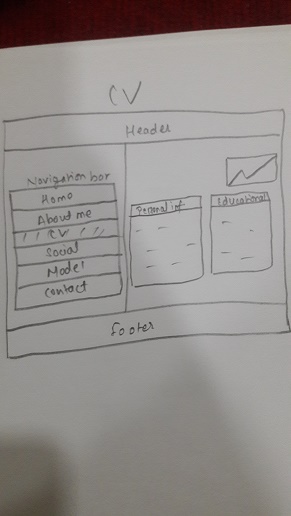 CV
Header
Navigation bar
Home
About me
CV
Social
Model
Contact
Personal inf
Educational
footer